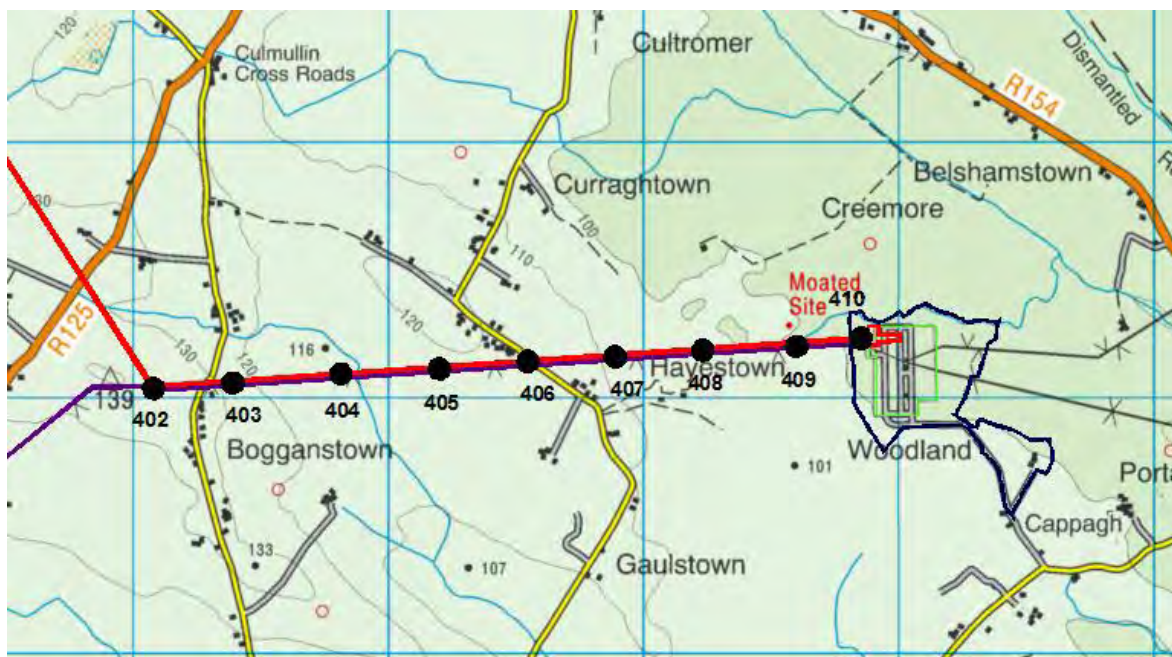 120
Culmullin
Cross Roads
Cultromer
R154
Dismantled
Ra
130
Curraghtown
Belshamstown
Creemore
100
110
Moated
Site
R125
120
410
130
120
116
139
Hayestown
402
403
404
405
406
407
408
409
Bogganstown
Woodland
101
Porta
133
107
Gaulstown
Cappagh